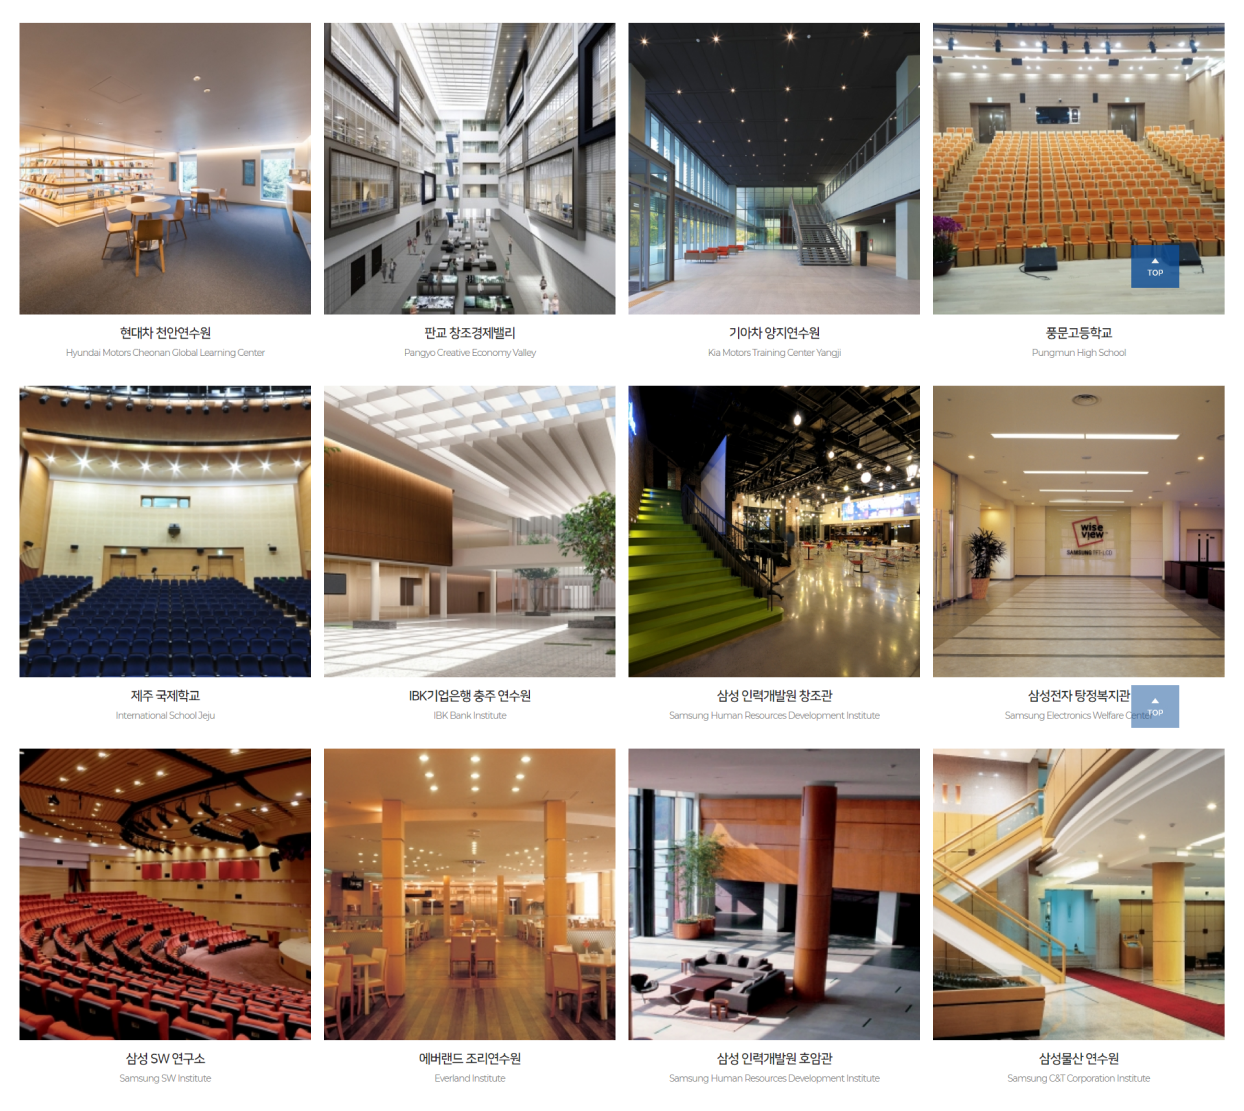 TOP
현대차 천안연수원
Hyundai Motors Cheonan Global Learning Center
판교 창조경제밸리
Pangyo Creative Economy Valley
기아차 양지연수원
Kia Motors Training Center Yangji
풍문고등학교
Pungmun High School
wise
view
SAMSUNG TFT-LCD
제주 국제학교
International School Jeju
IBK기업은행 충주 연수원
IBK Bank Institute
삼성 인력개발원 창조관
Samsung Human Resources Development Institute
삼성전자 탕정복지관
Samsung Electronics Welfare Center
TOP
삼성 SW 연구소
Samsung SW Institute
에버랜드 조리연수원
Everland Institute
삼성 인력개발원 호암관
Samsung Human Resources Development Institute
삼성물산 연수원
Samsung C&T Corporation Institute